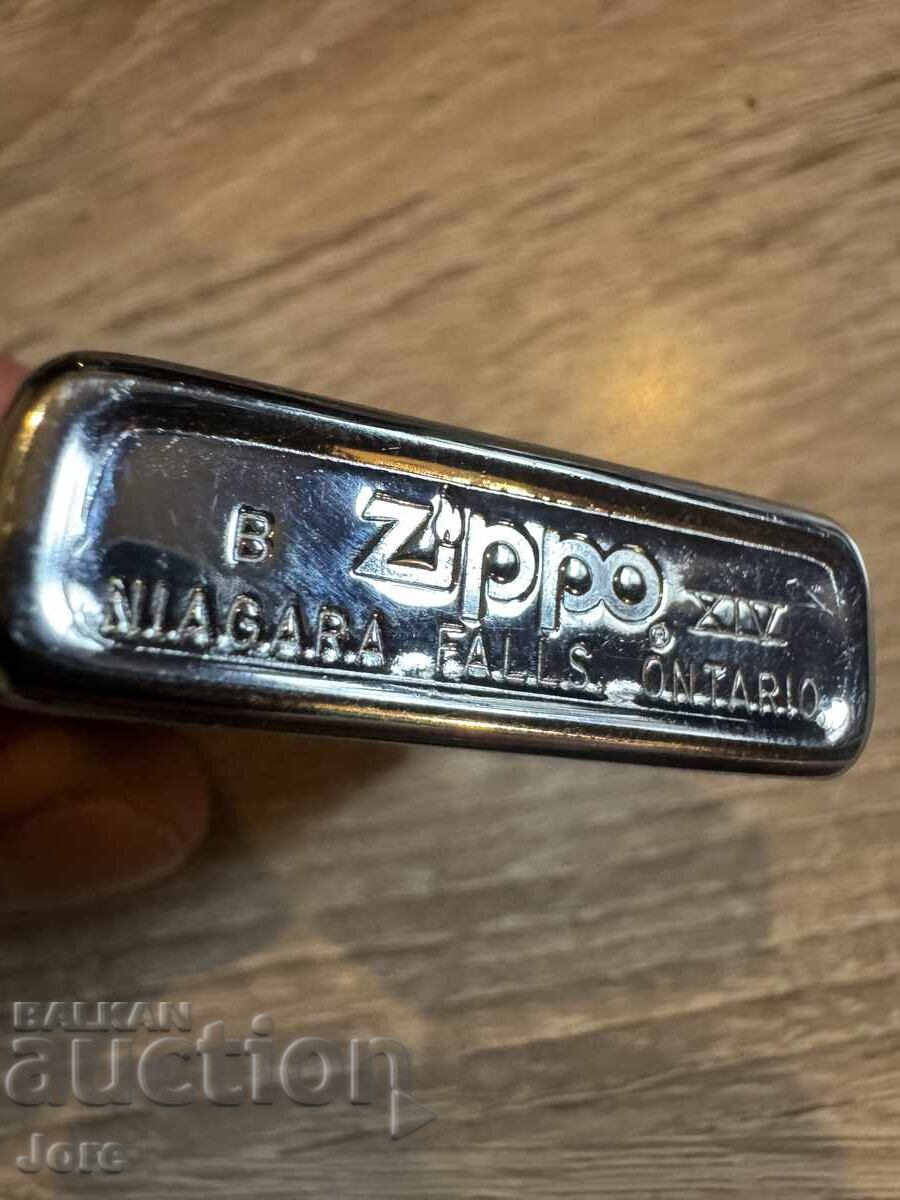 B Zippo ® XIV
NIAGARA FALLS, ONTARIO
BALKAN
auction
Jore